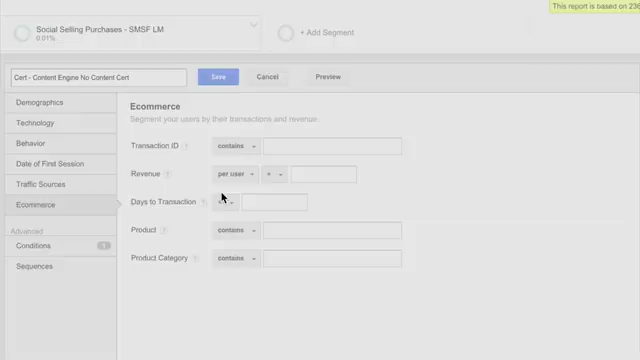 This report is based on 236
Social Selling Purchases - SMSF LM
0.01%
+ Add Segment
Cert - Content Engine No Content Cert
Save
Cancel
Preview
Demographics
Technology
Behavior
Date of First Session
Traffic Sources
Ecommerce
Advanced
Conditions
1
Sequences
Ecommerce
Segment your users by their transactions and revenue.
Transaction ID ?
contains
Revenue ?
per user
Days to Transaction ?
Product ?
contains
Product Category ?
contains